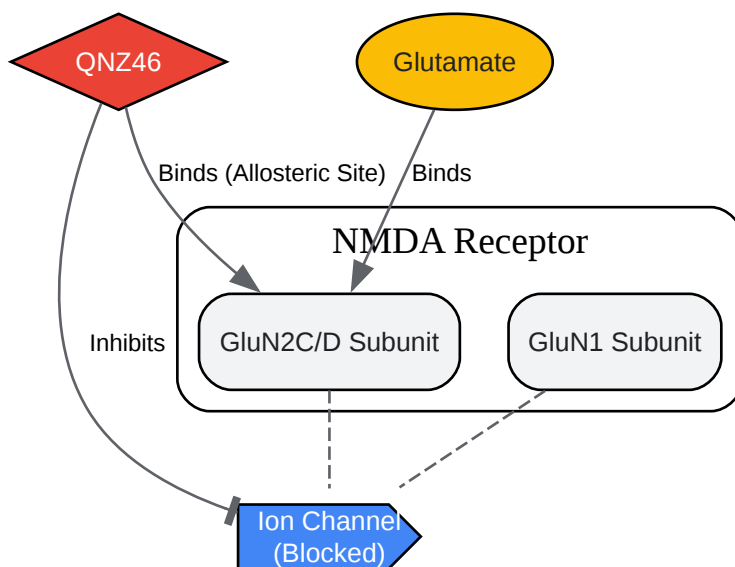 QNZ46
Glutamate
Binds (Allosteric Site)
Binds
NMDA Receptor
Inhibits
GluN2C/D Subunit
GluN1 Subunit
Ion Channel
(Blocked)